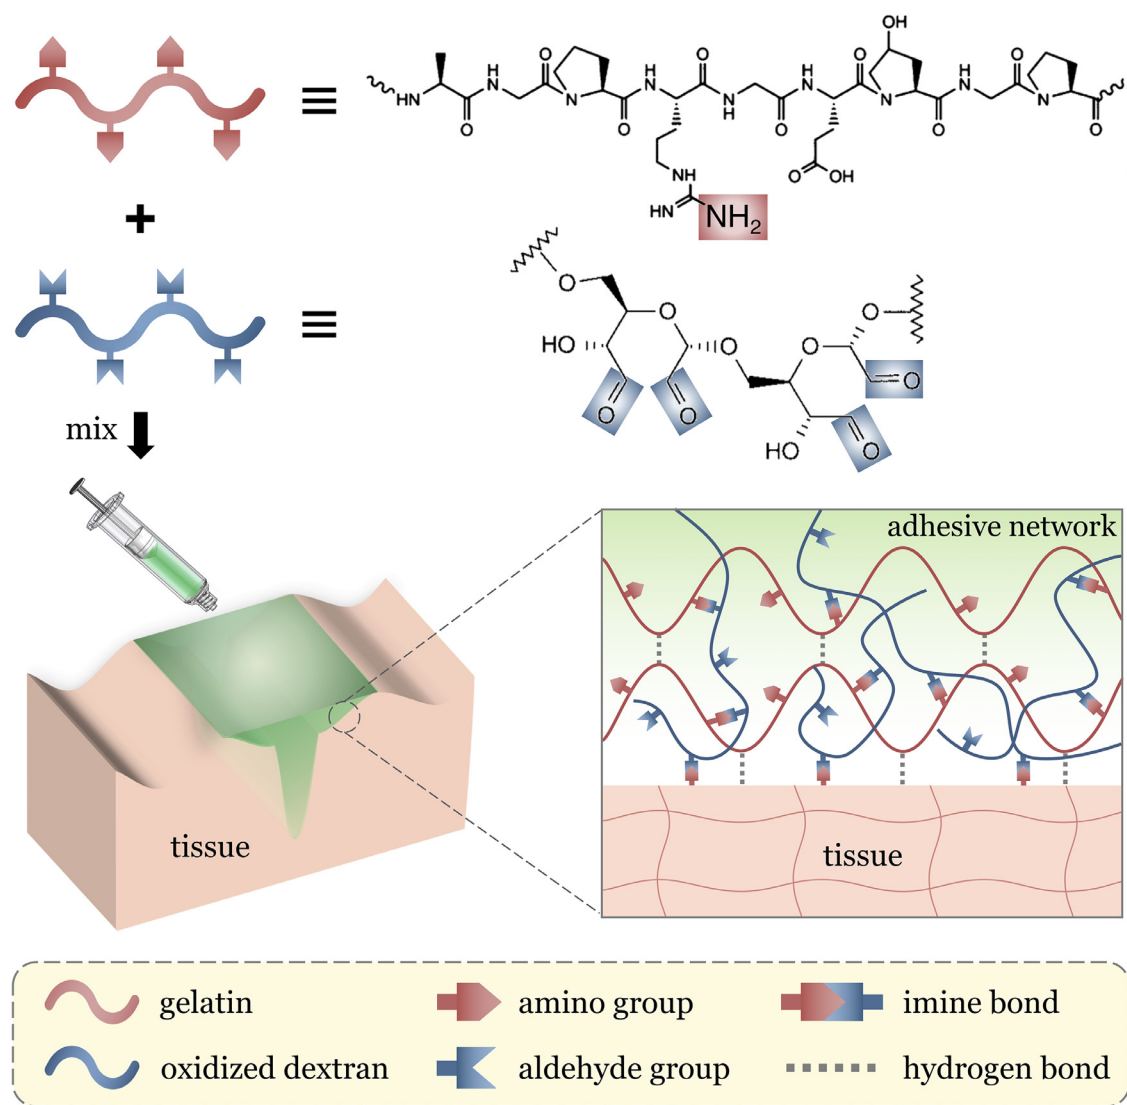 OH
H
N
O
N
O
H
N
O
H
N
O
H
N
O
N
HN
O
O
N
H
O
O
O
NH
O
OH
HN
NH2
+
O
O
O
HO
O
O
O
O
O
O
HO
O
mix
adhesive network
tissue
tissue
gelatin
amino group
imine bond
oxidized dextran
aldehyde group
hydrogen bond